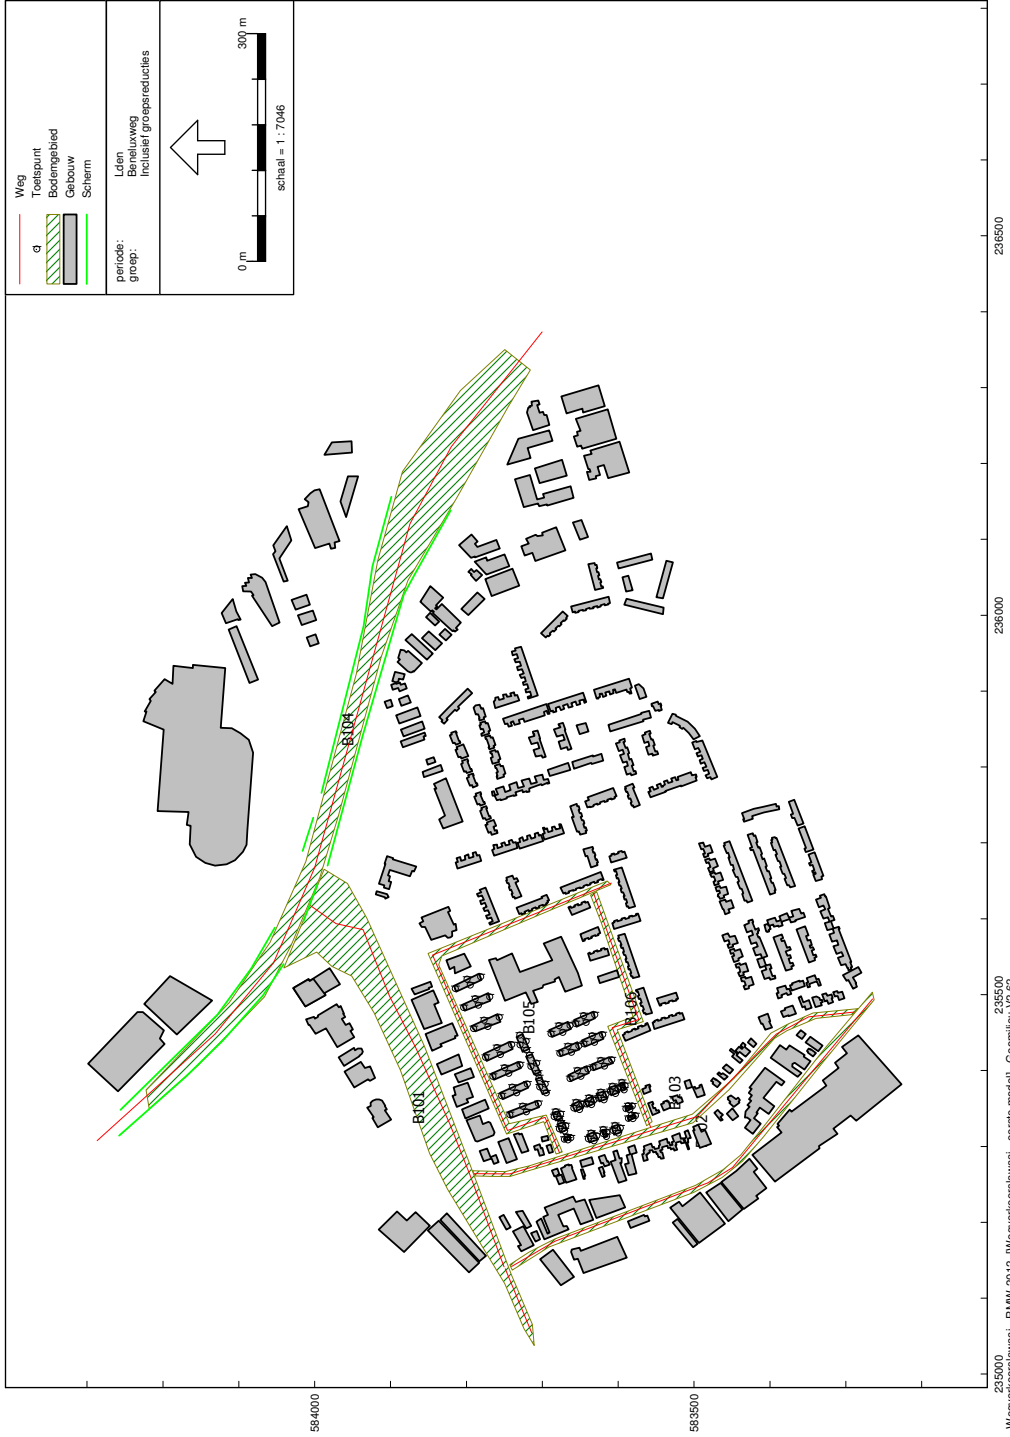 Weg
Toetspunt
Bodemgebied
Gebouw
Scherm
periode: Lden
groep: Beneluxweg
Inclusief groepsreducties
0 m 300 m
schaal = 1 : 7046
B104
B101
B105
B106
B103
584000
583500
235000
235500
236000
236500